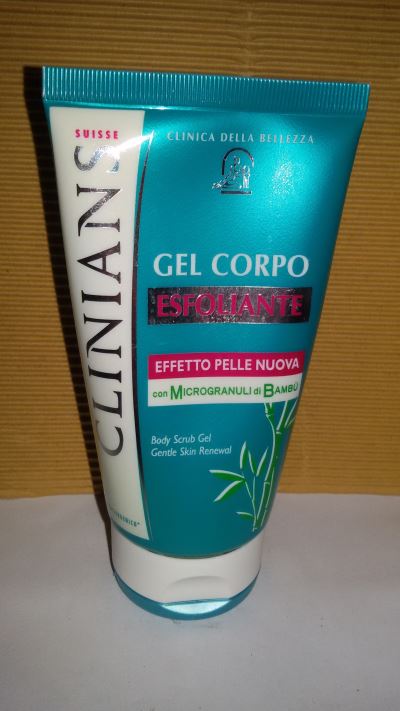 SUISSE
CLINIANS
CLINICA DELLA BELLEZZA
GEL CORPO
ESFOLIANTE
EFFETTO PELLE NUOVA
con MICROGRANULI di BAMBÙ
Body Scrub Gel
Gentle Skin Renewal